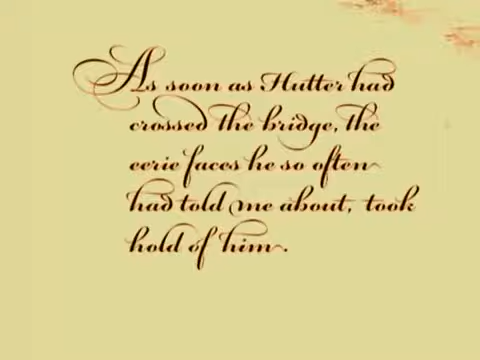 As soon as Hutter had
crossed the bridge, the
eerie faces he so often
had told me about, took
hold of him.